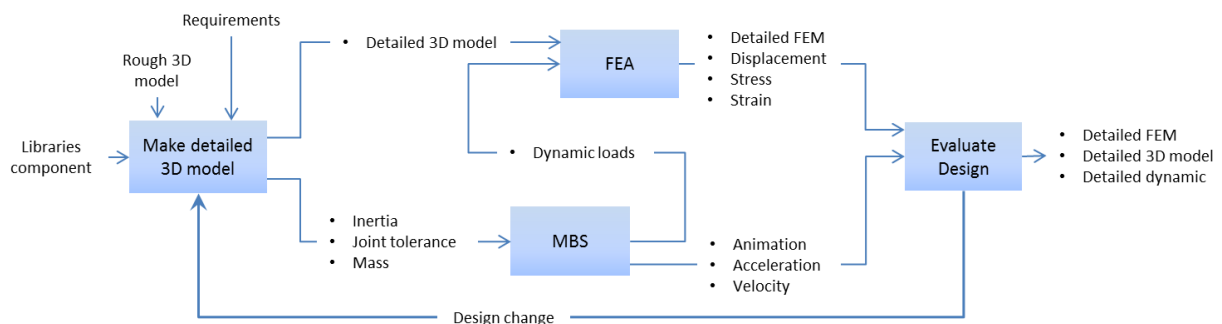 Requirements
Rough 3D
model
Libraries
component
Make detailed
3D model
• Detailed 3D model
FEA
• Detailed FEM
• Displacement
• Stress
• Strain
• Dynamic loads
• Inertia
• Joint tolerance
• Mass
MBS
• Animation
• Acceleration
• Velocity
Evaluate
Design
• Detailed FEM
• Detailed 3D model
• Detailed dynamic
Design change